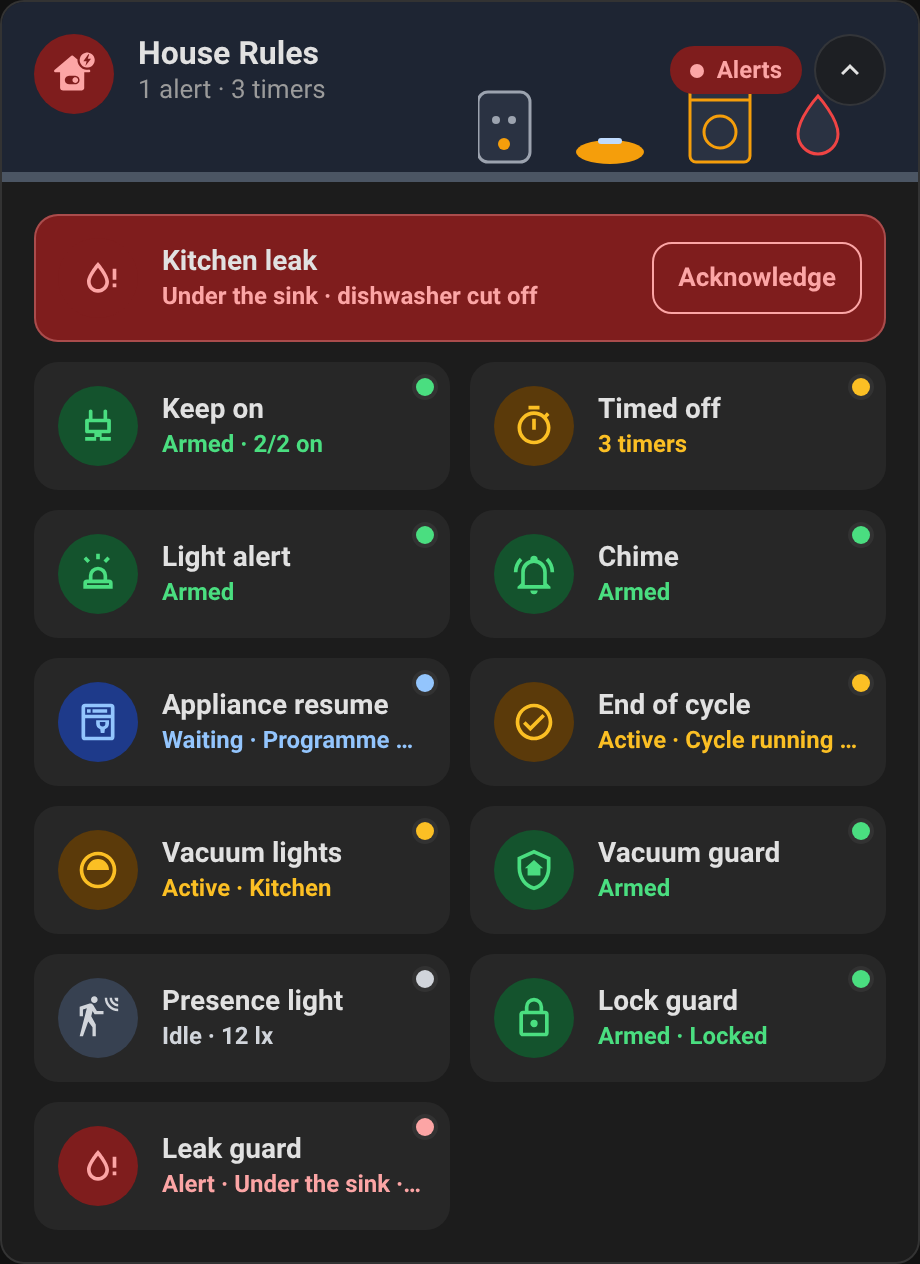 House Rules
1 alert · 3 timers
Alerts
Kitchen leak
Under the sink · dishwasher cut off
Acknowledge
Keep on
Armed · 2/2 on
Timed off
3 timers
Light alert
Armed
Chime
Armed
Appliance resume
Waiting · Programme ...
End of cycle
Active · Cycle running ...
Vacuum lights
Active · Kitchen
Vacuum guard
Armed
Presence light
Idle · 12 lx
Lock guard
Armed · Locked
Leak guard
Alert · Under the sink ·...